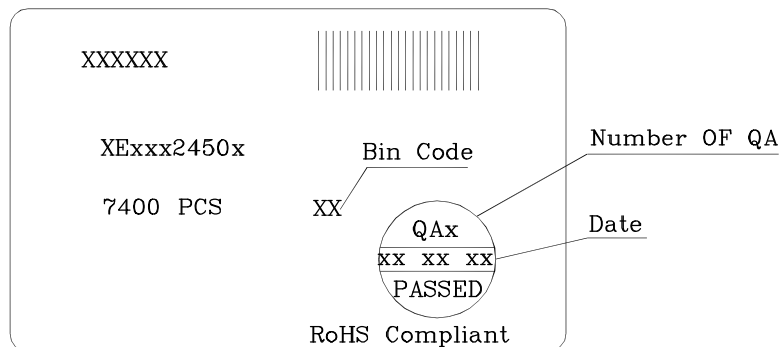 XXXXXX
XExxx2450x
Bin Code
Number OF QA
7400 PCS
XX
QAx
Date
xx xx xx
PASSED
RoHS Compliant